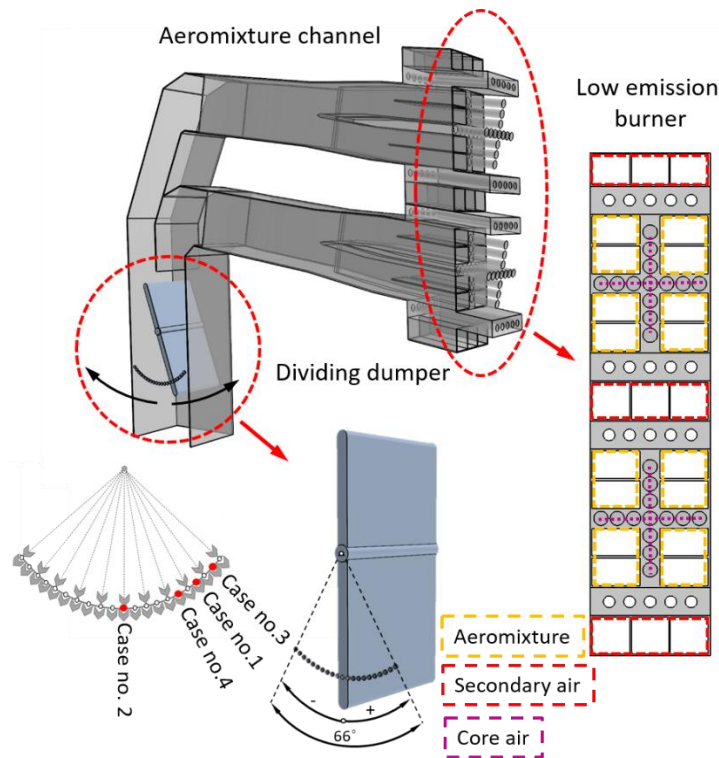 Aeromixture channel
Low emission
burner
Dividing dumper
Case no.3
Case no.1
Case no.4
Case no. 2
- +
66°
Aeromixture
Secondary air
Core air